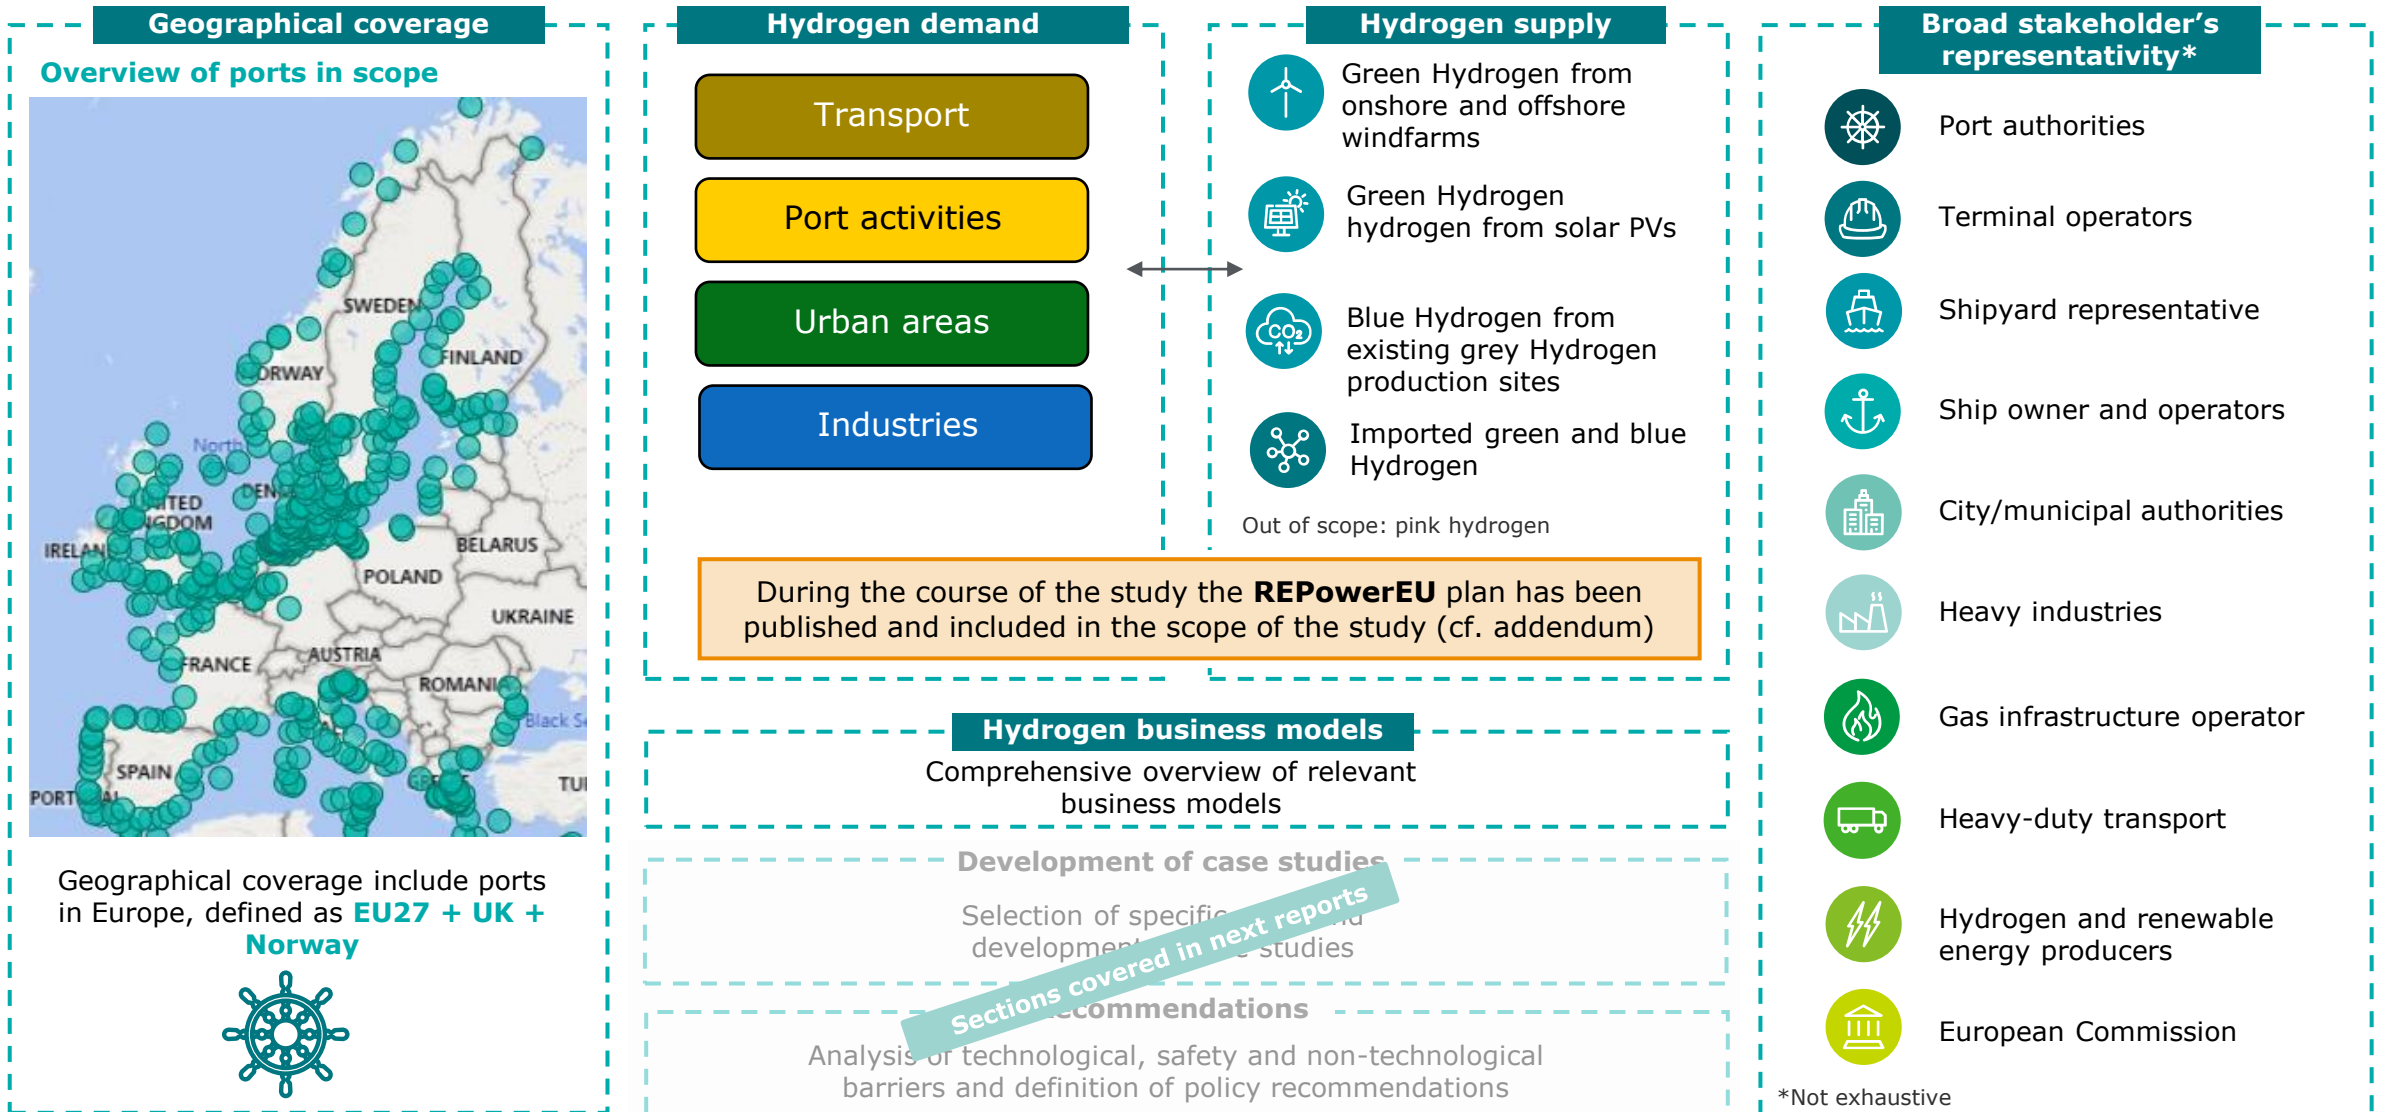 Geographical coverage
Overview of ports in scope
SWEDEN
FINLAND
ORWAY
North
DEN
ITED
NGDOM
IRELAN
BELARUS
POLAND
UKRAINE
FRANCE
AUSTRIA
ROMANIA
Black S
SPAIN
PORT
AL
GRE
TU
Geographical coverage include ports
in Europe, defined as EU27 + UK +
Norway
Hydrogen demand
Transport
Port activities
Urban areas
Industries
Hydrogen supply
Green Hydrogen from
onshore and offshore
windfarms
Green Hydrogen
hydrogen from solar PVs
CO2
Blue Hydrogen from
existing grey Hydrogen
production sites
Imported green and blue
Hydrogen
Out of scope: pink hydrogen
During the course of the study the REPowerEU plan has been
published and included in the scope of the study (cf. addendum)
Hydrogen business models
Comprehensive overview of relevant
business models
Development of case studies
Selection of specific
studies
Sections covered in next reports
commendations
Analysis of technological, safety and non-technological
barriers and definition of policy recommendations
Broad stakeholder's
representativity*
Port authorities
Terminal operators
Shipyard representative
Ship owner and operators
City/municipal authorities
Heavy industries
Gas infrastructure operator
Heavy-duty transport
Hydrogen and renewable
energy producers
European Commission
*Not exhaustive